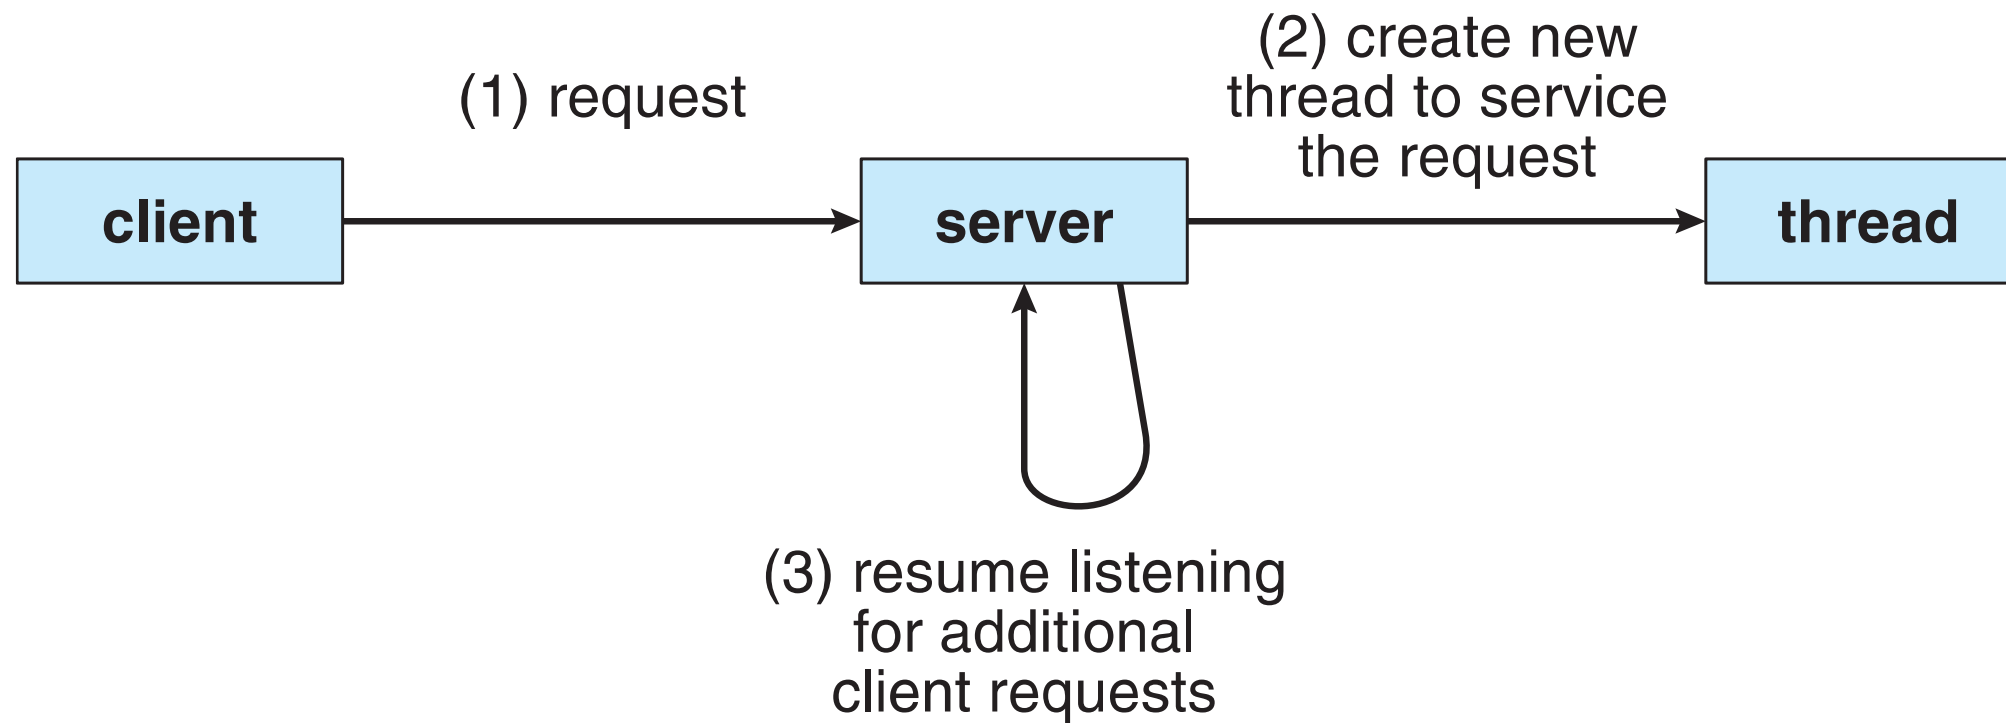 (1) request
(2) create new
thread to service
the request
client
server
thread
(3) resume listening
for additional
client requests